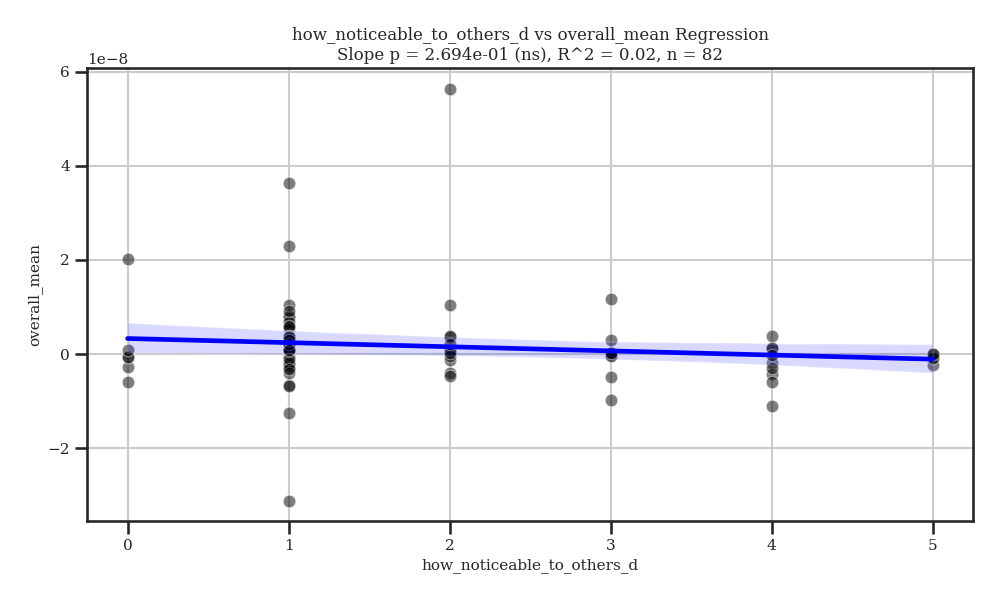 how_noticeable_to_others_d vs overall_mean Regression
Slope p = 2.694e-01 (ns), R^2 = 0.02, n = 82
1e−8
6
4
2
0
−2
overall_mean
0 1 2 3 4 5
how_noticeable_to_others_d